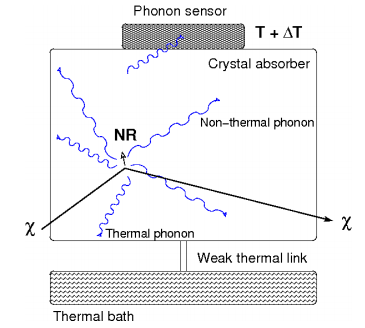 Phonon sensor
T + ΔT
Crystal absorber
Non-thermal phonon
NR
χ
χ
Thermal phonon
Weak thermal link
Thermal bath